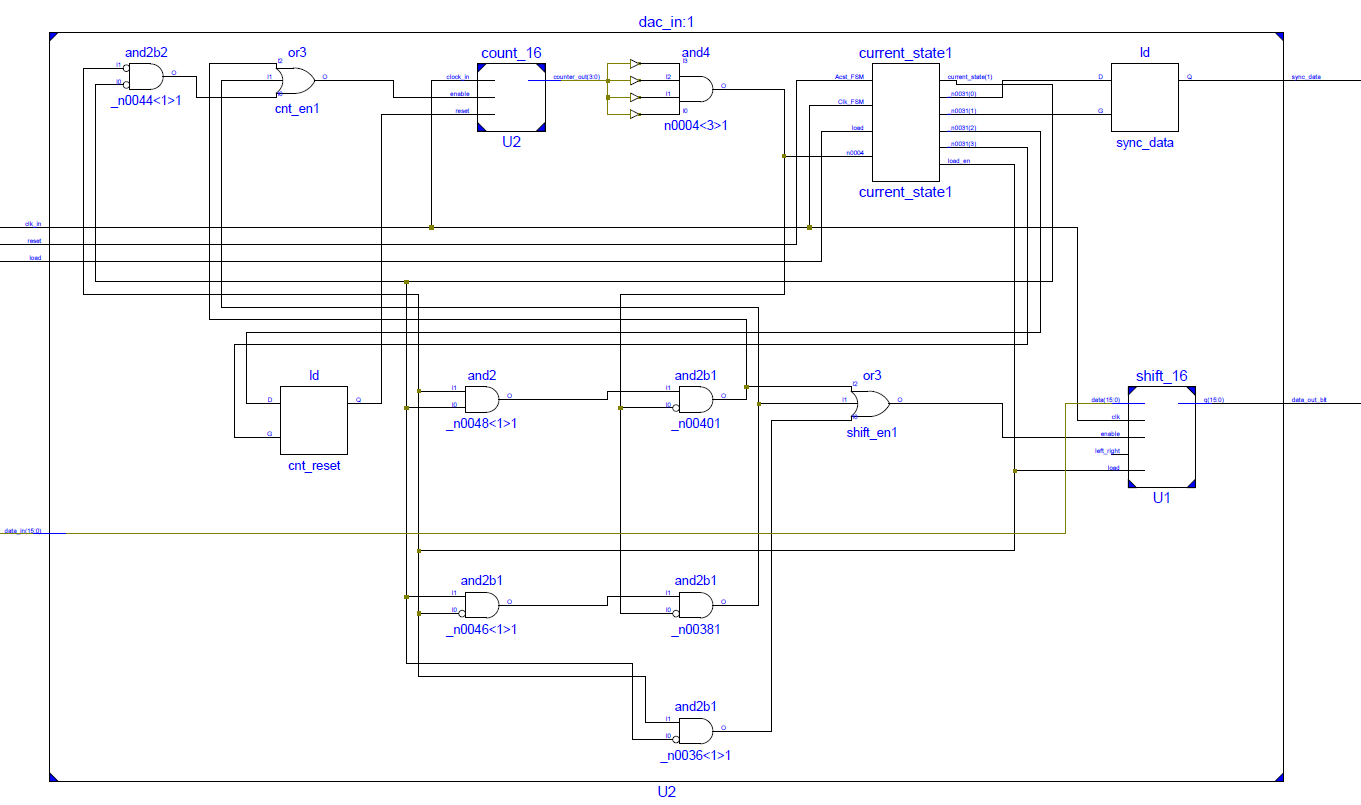 dac_in:1
and2b2
I1
I0
O
_n0044<1>1
or3
I2
I1
I0
O
cnt_en1
count_16
clock_in
enable
reset
counter_out(3:0)
U2
and4
I3
I2
I1
I0
O
n0004<3>1
current_state1
Acst_FSM
Clk_FSM
load
n0004
current_state(1)
_n0031(0)
_n0031(1)
_n0031(2)
_n0031(3)
load_en
current_state1
ld
D
G
Q
sync_data
sync_data
clk_in
reset
load
ld
D
G
Q
cnt_reset
and2
I1
I0
O
_n0048<1>1
and2b1
I1
I0
O
_n00401
or3
I2
I1
I0
O
shift_en1
shift_16
data(15:0)
clk
enable
left_right
load
q(15:0)
U1
data_out_bit
data_in(15:0)
and2b1
I1
I0
O
_n0046<1>1
and2b1
I1
I0
O
_n00381
and2b1
I1
I0
O
_n0036<1>1
U2